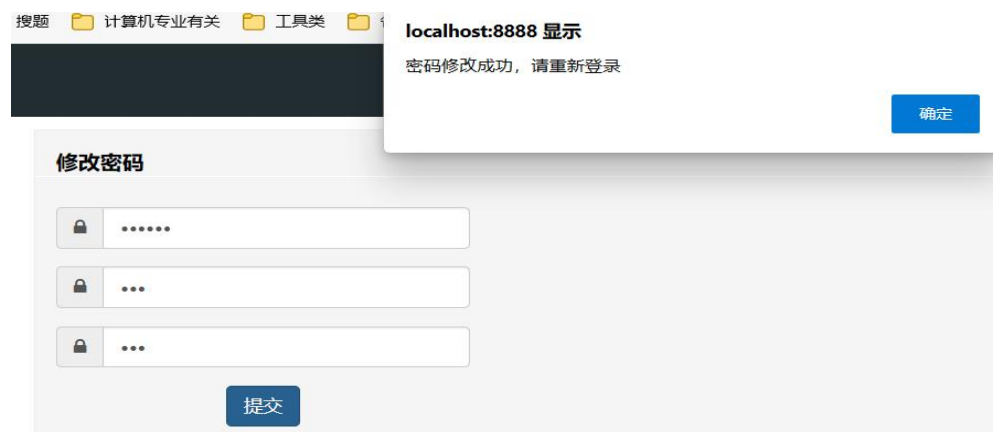 搜题 计算机专业有关 工具类
localhost:8888 显示
密码修改成功，请重新登录
确定
修改密码
••••••
•••
•••
提交